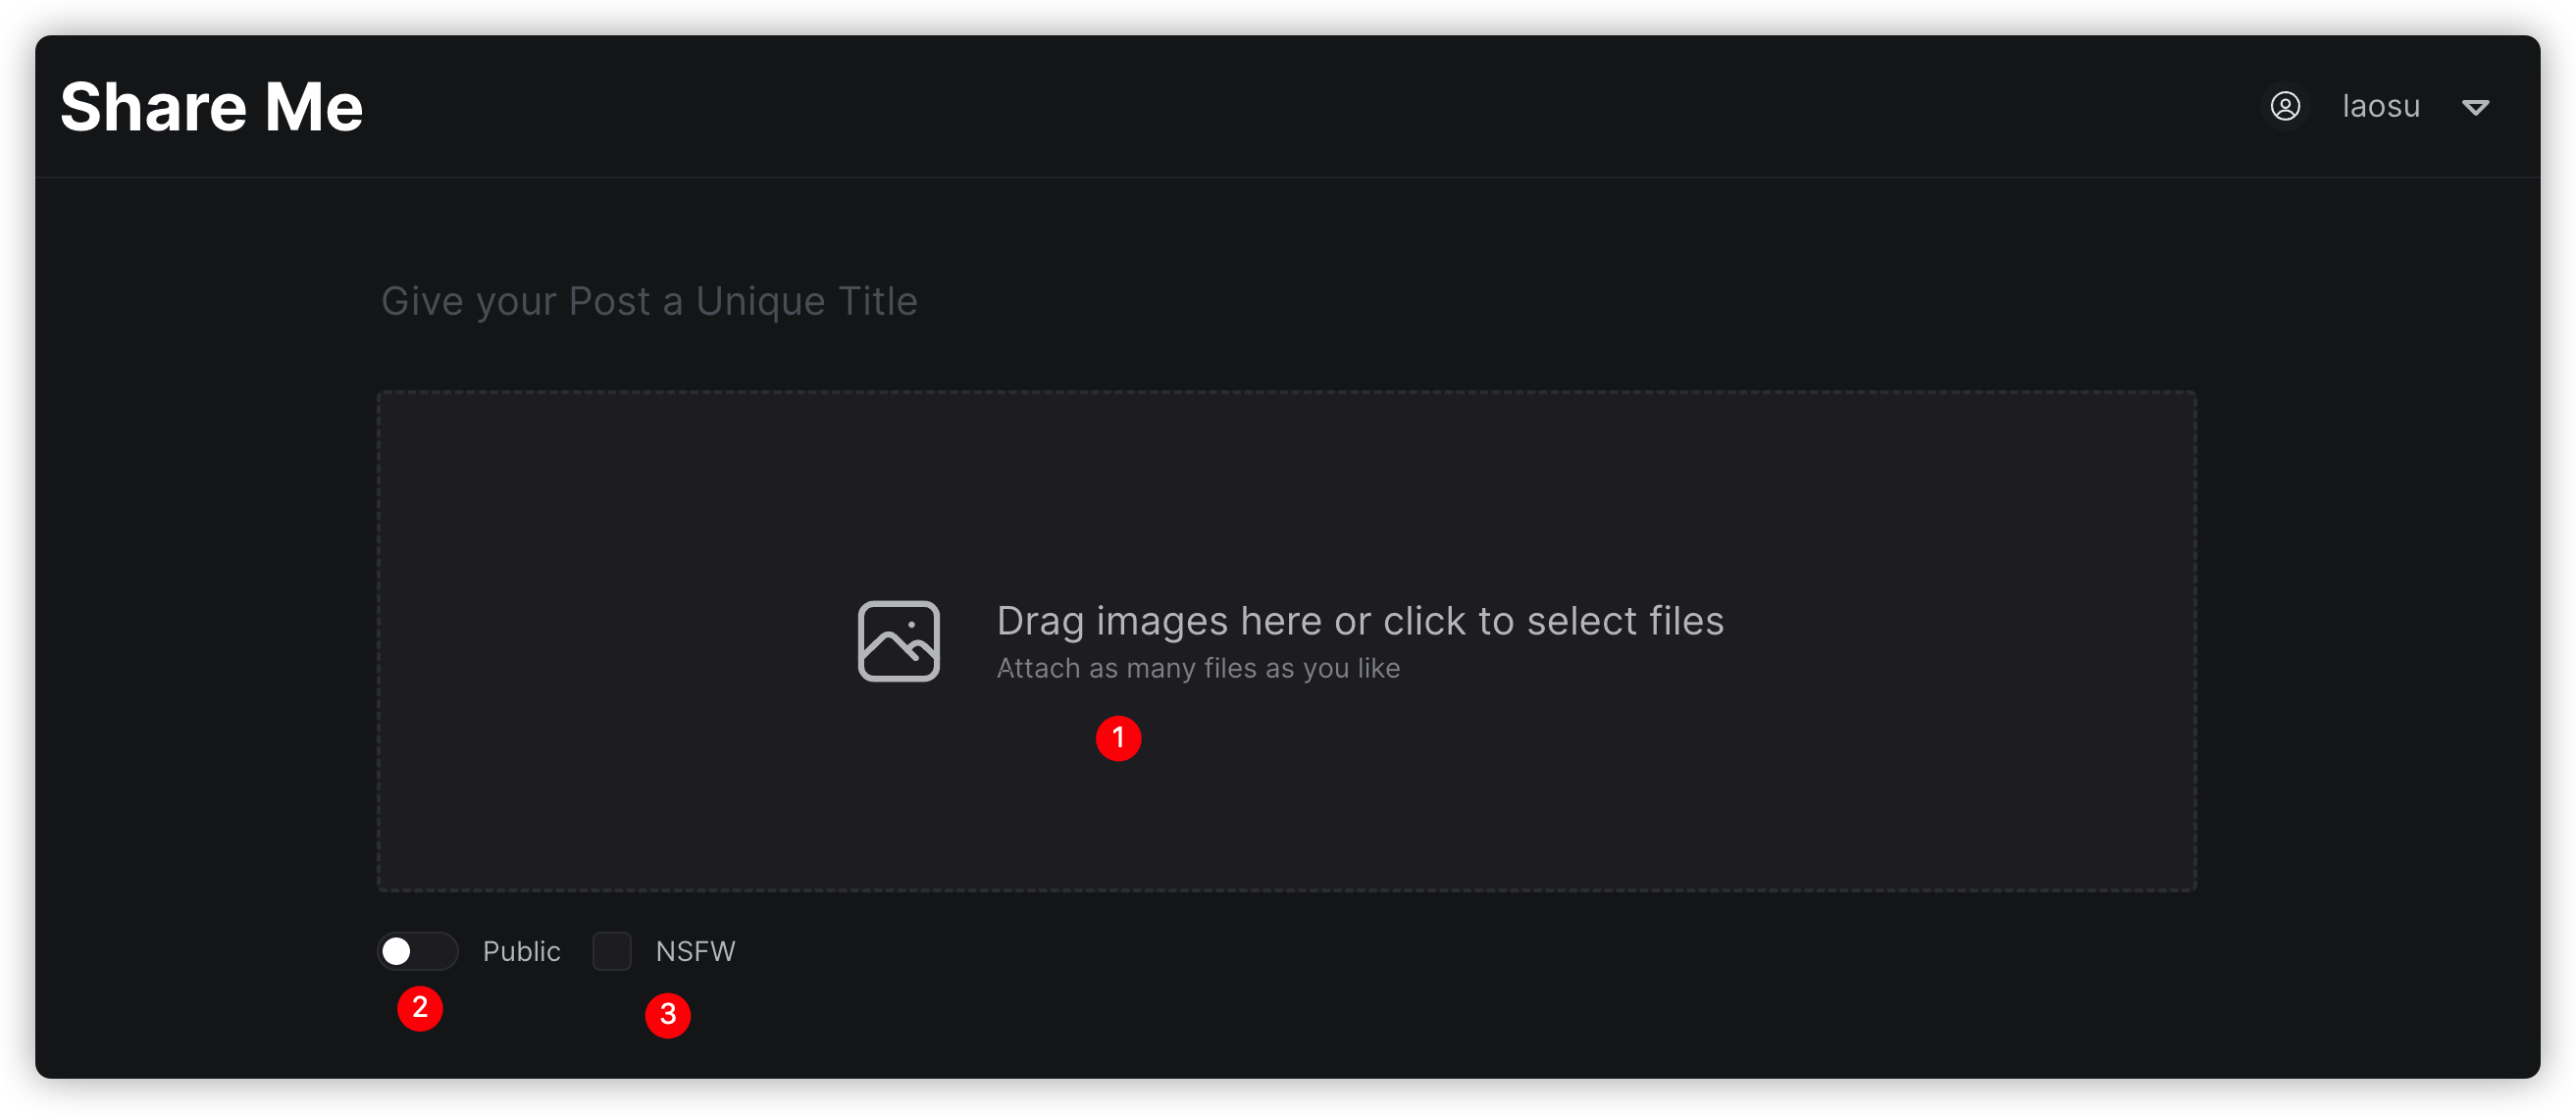 Share Me
laosu
Give your Post a Unique Title
Drag images here or click to select files
Attach as many files as you like
1
Public
NSFW
2
3